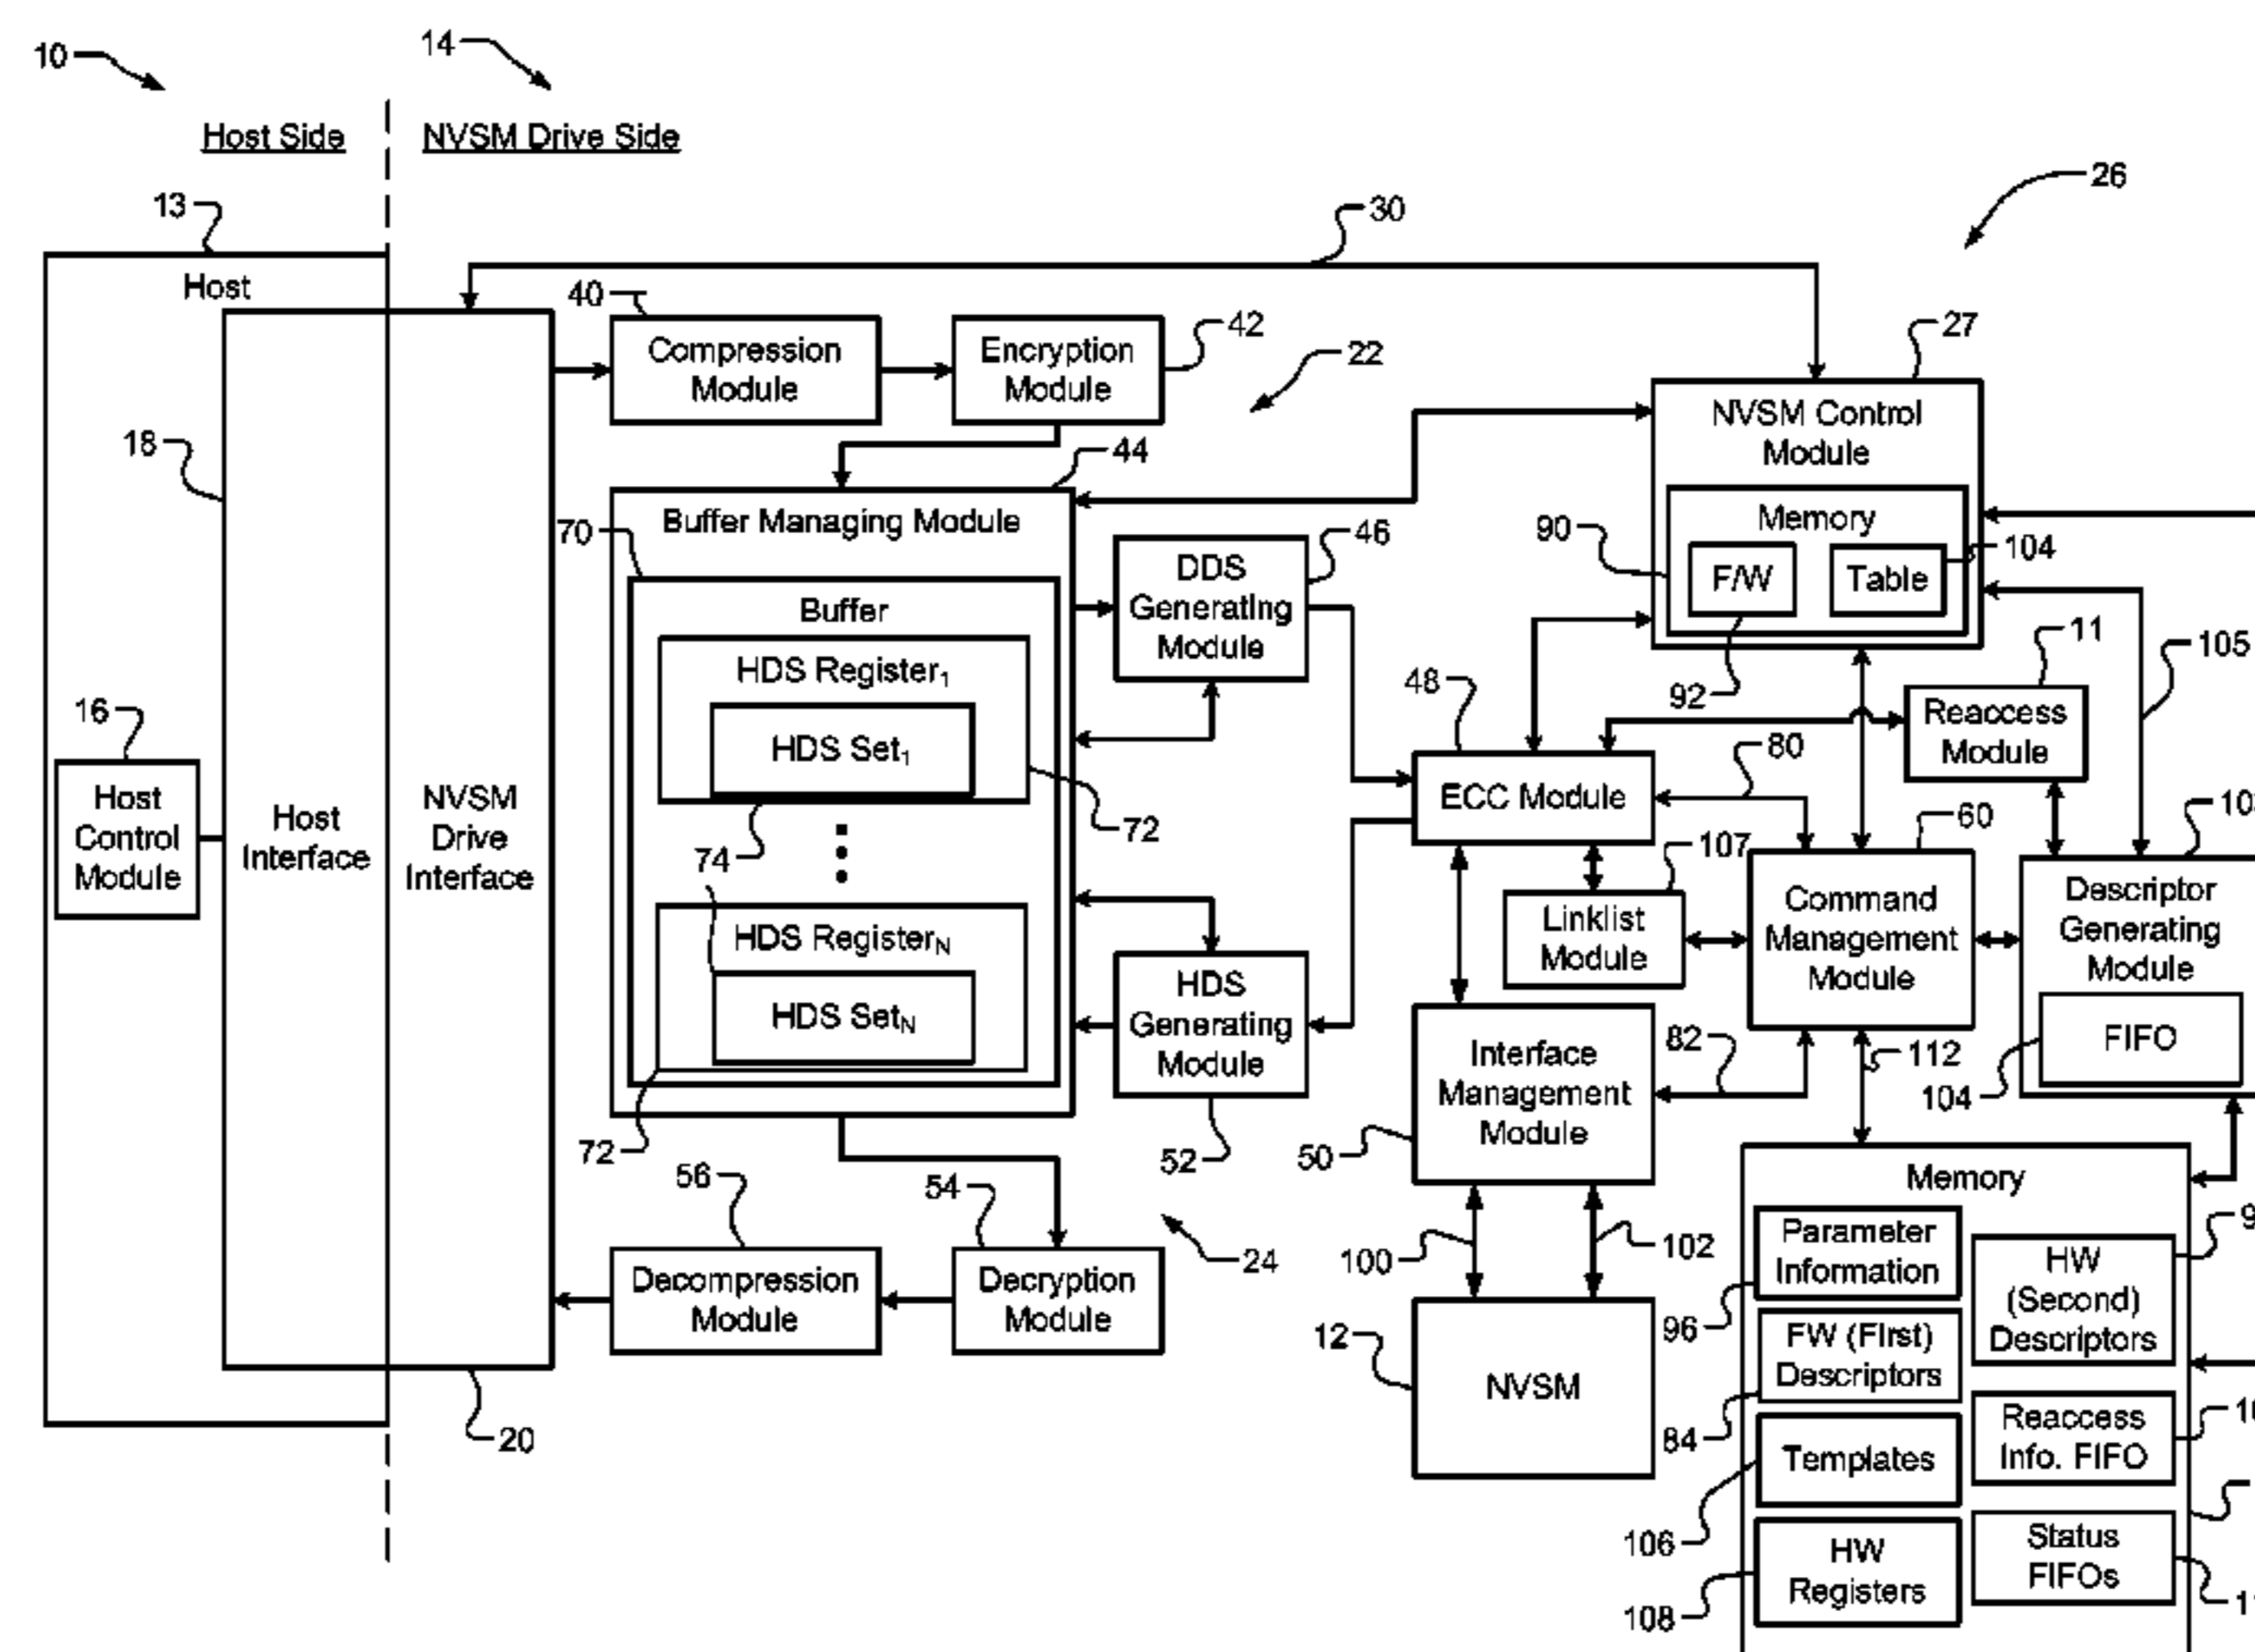 10
14
Host Side
NVSM Drive Side
26
13
30
Host
40
42
27
Compression
Module
Encryption
Module
22
NVSM Control
Module
18
44
Buffer Managing Module
Memory
70
46
90
104
Buffer
DDS
Generating
Module
F/W
Table
HDS Register1
11
105
92
48
16
HDS Set1
Reaccess
Module
80
Host
Control
Module
Host
Interface
NVSM
Drive
Interface
ECC Module
72
60
74
107
Command
Management
Module
Descriptor
Generating
Module
Linklist
Module
HDS RegisterN
HDS
Generating
Module
HDS SetN
FIFO
82
112
Interface
Management
Module
104
72
52
50
56
54
Memory
Parameter
Information
24
100
102
HW
(Second)
Descriptors
Decompression
Module
Decryption
Module
96
12
FW (First)
Descriptors
NVSM
20
84
Reaccess
Info. FIFO
Templates
106
Status
FIFOs
HW
Registers
108